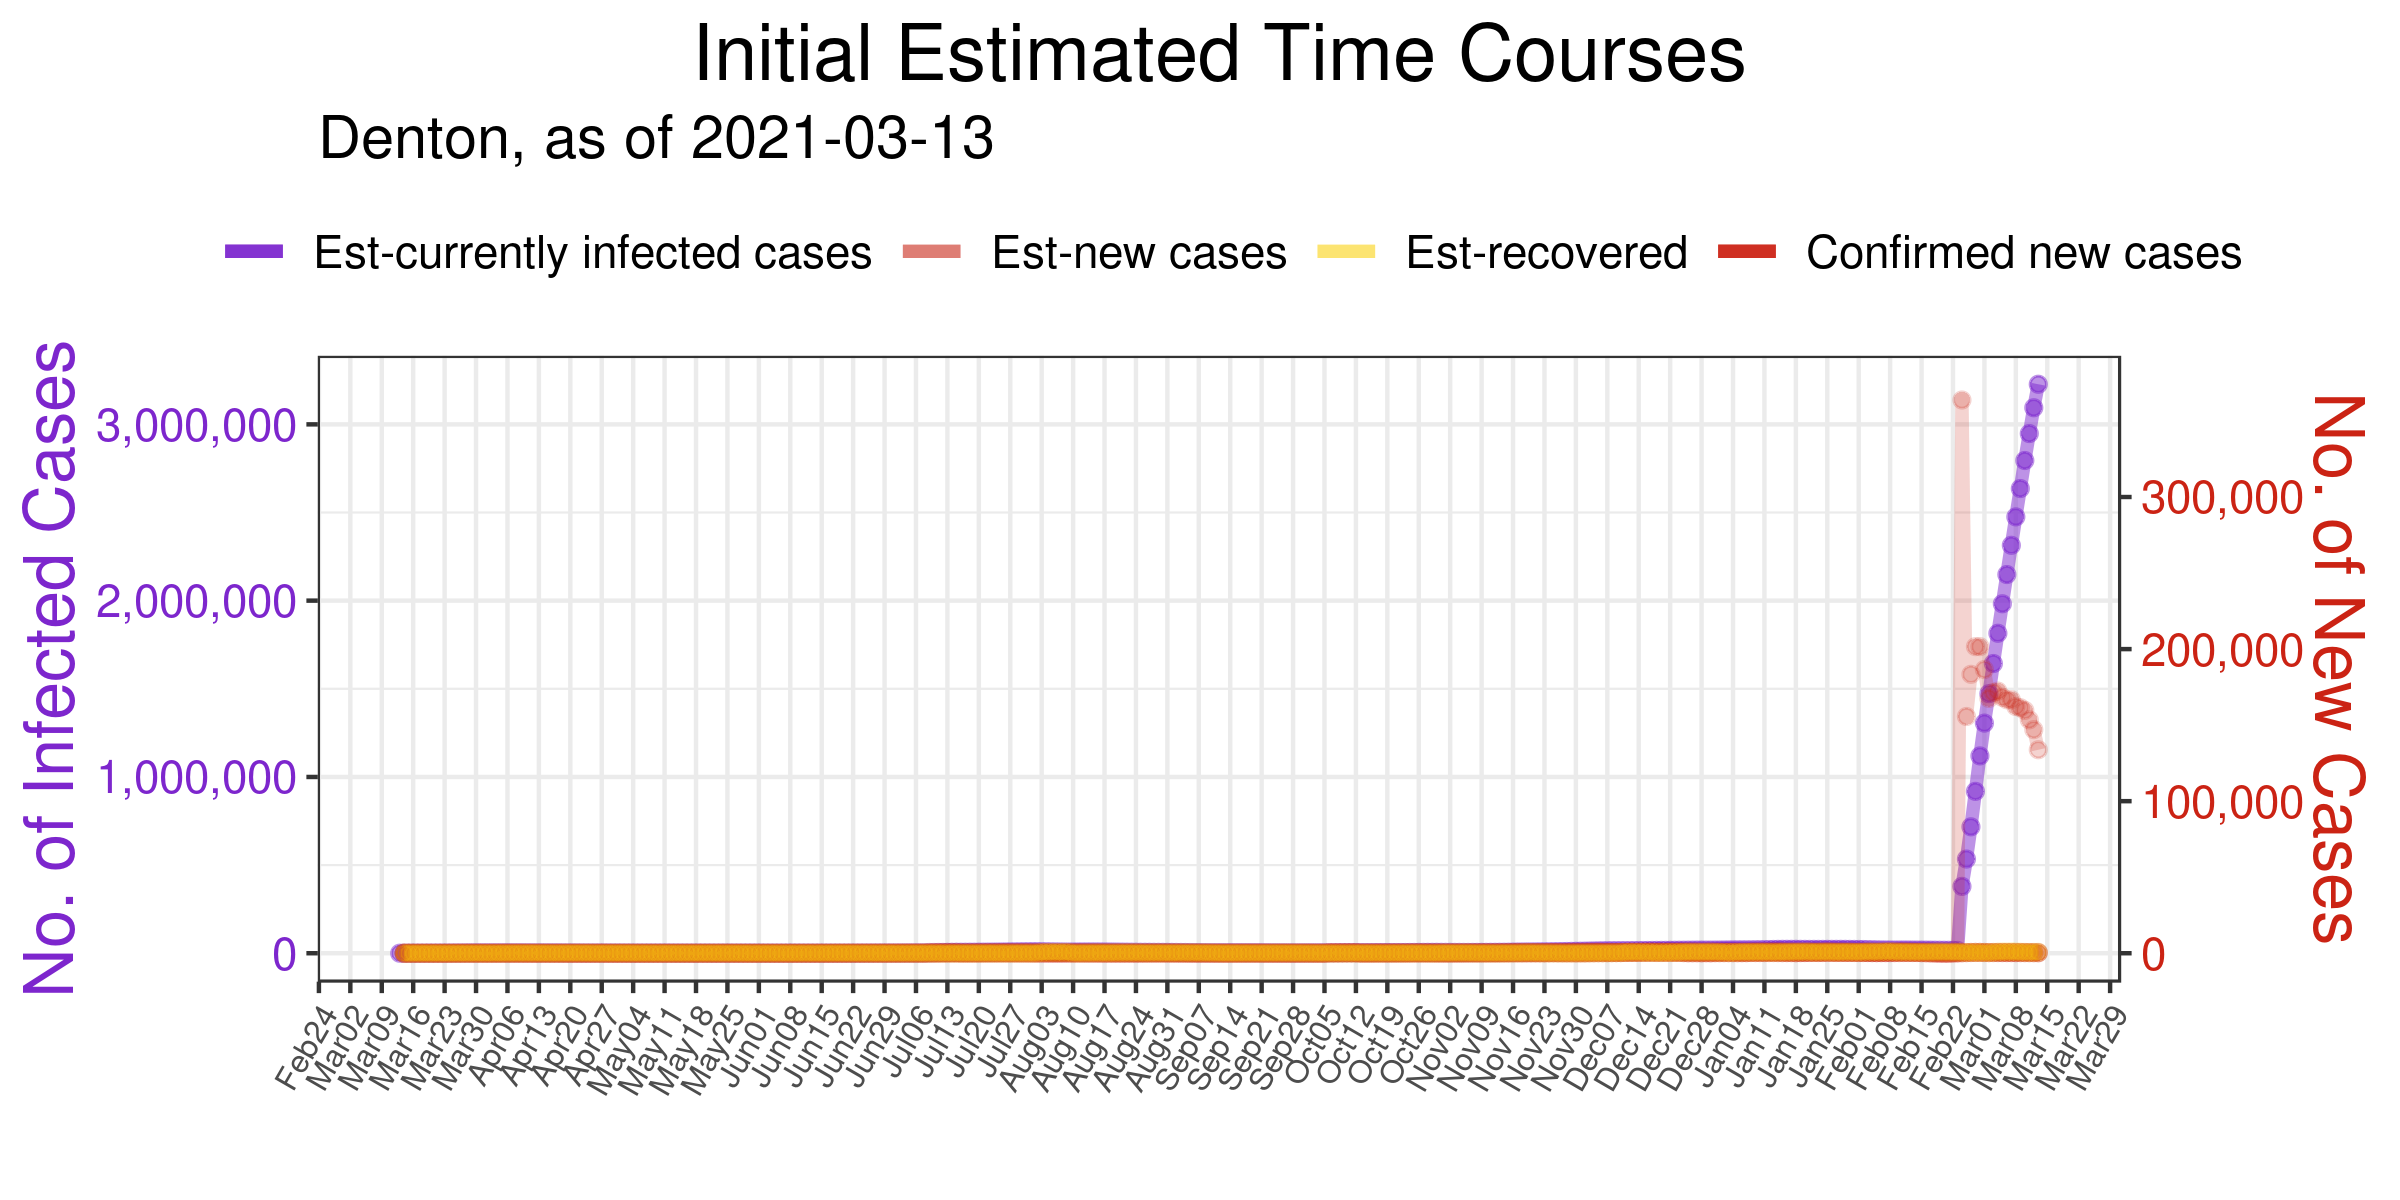 Initial Estimated Time Courses
Denton, as of 2021-03-13
Est-currently infected cases
Est-new cases
Est-recovered
Confirmed new cases
No. of Infected Cases
3,000,000
2,000,000
1,000,000
0
No. of New Cases
300,000
200,000
100,000
0
Feb24
Mar02
Mar09
Mar16
Mar23
Mar30
Apr06
Apr13
Apr20
Apr27
May04
May11
May18
May25
Jun01
Jun08
Jun15
Jun22
Jun29
Jul06
Jul13
Jul20
Jul27
Aug03
Aug10
Aug17
Aug24
Aug31
Sep07
Sep14
Sep21
Sep28
Oct05
Oct12
Oct19
Oct26
Nov02
Nov09
Nov16
Nov23
Nov30
Dec07
Dec14
Dec21
Dec28
Jan04
Jan11
Jan18
Jan25
Feb01
Feb08
Feb15
Feb22
Mar01
Mar08
Mar15
Mar22
Mar29